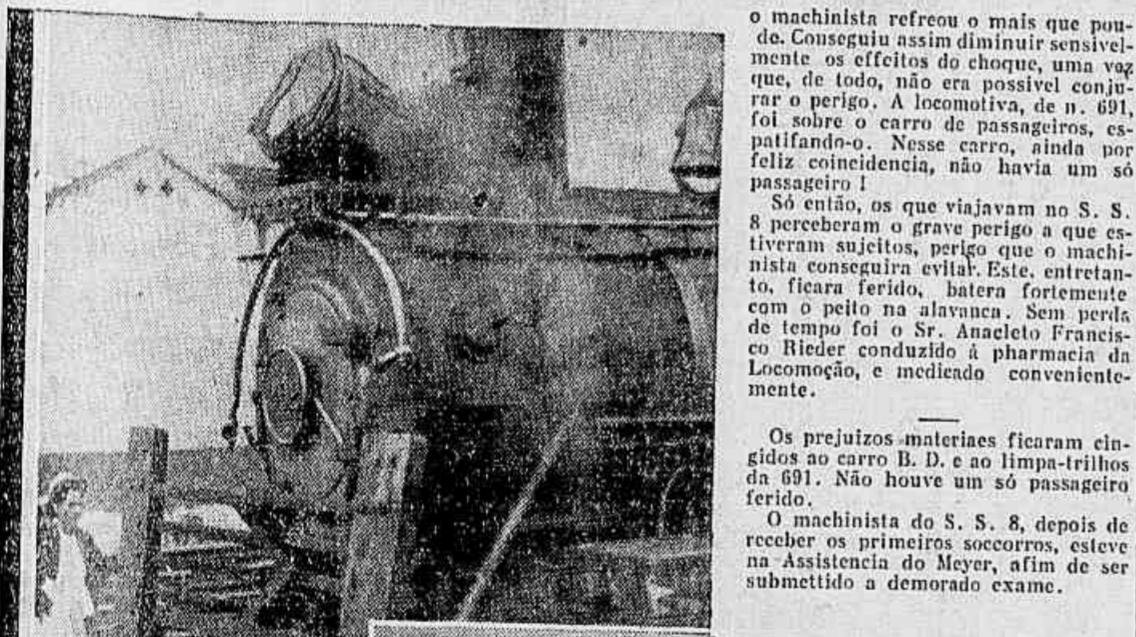 o machinista refreou o mais que pou-
de. Conseguiu assim diminuir sensivel-
mente os effeitos do choque, uma vez
que, de todo, não era possivel conju-
rar o perigo. A locomotiva, de n. 691,
foi sobre o carro de passageiros, es-
patifando-o. Nesse carro, ainda por
feliz coincidencia, não havia um só
passageiro !
Só então, os que viajavam no S. S.
8 perceberam o grave perigo a que es-
tiveram sujeitos, perigo que o machi-
nista conseguira evitar. Este, entretan-
to, ficara ferido, batera fortemente
com o peito na alavanca. Sem perda
de tempo foi o Sr. Anacleto Francis-
co Rieder conduzido á pharmacia da
Locomoção, e medicado conveniente-
mente.
Os prejuizos materiaes ficaram cin-
gidos ao carro B. D. e ao limpa-trilhos
da 691. Não houve um só passageiro
ferido.
O machinista do S. S. 8, depois de
receber os primeiros soccorros, esteve
na Assistencia do Meyer, afim de ser
submettido a demorado exame.